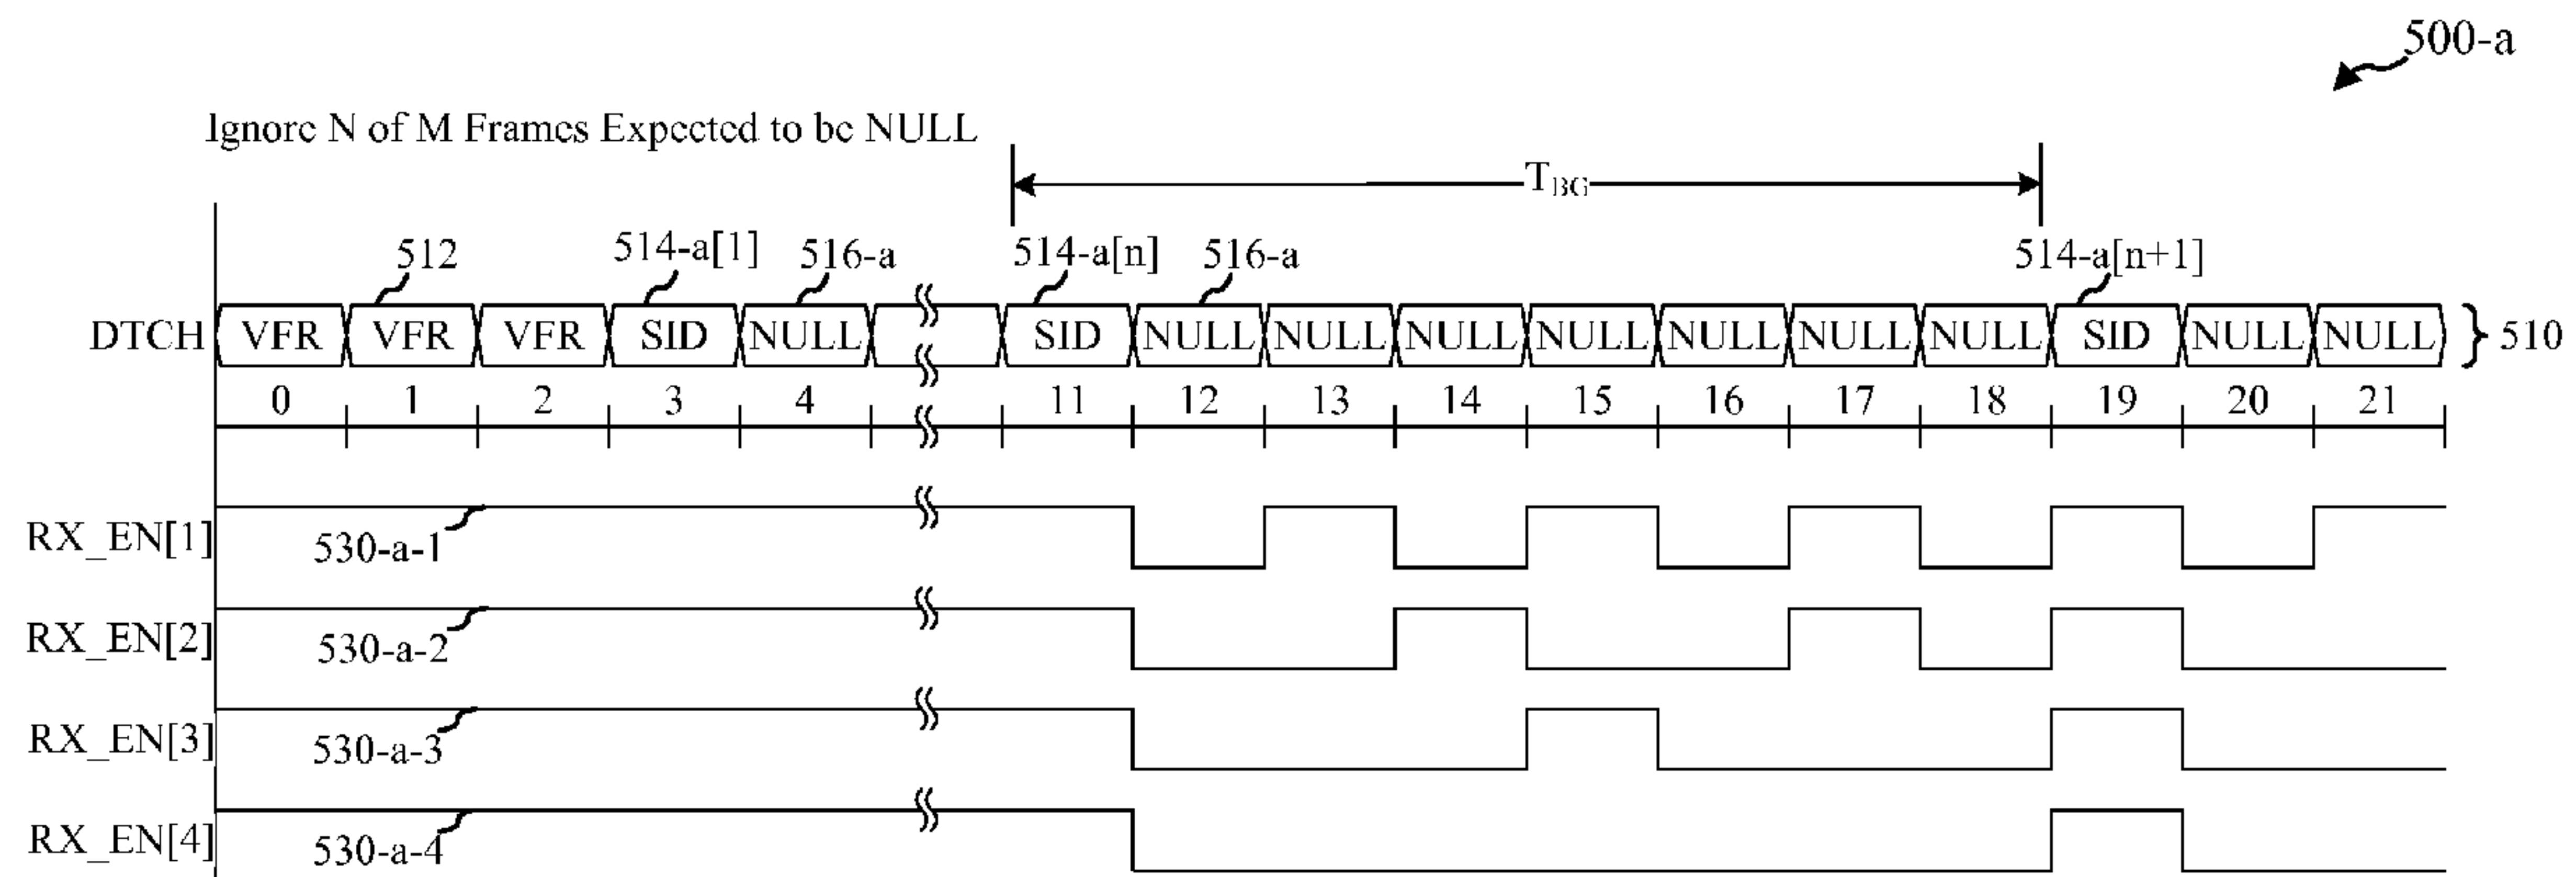 500-a
Ignore N of M Frames Expected to be NULL
TBG
512 514-a[1] 516-a 514-a[n] 516-a 514-a[n+1]
DTCH VFR VFR VFR SID NULL SID NULL NULL NULL NULL NULL NULL NULL SID NULL NULL 510
0 1 2 3 4 11 12 13 14 15 16 17 18 19 20 21
RX_EN[1] 530-a-1
RX_EN[2] 530-a-2
RX_EN[3] 530-a-3
RX_EN[4] 530-a-4